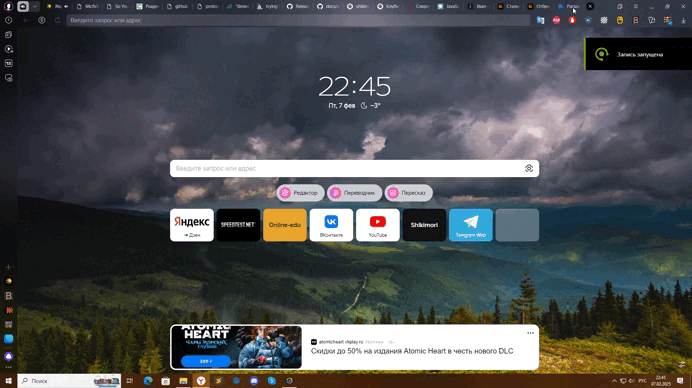 Введите запрос или адрес
Запись запущена
22:45
Пт, 7 фев −3°
Введите запрос или адрес
Редактор
Переводчик
Пересказ
Яндекс
➔ Дзен
SPEEDTEST.NET
Online-edu
ВКонтакте
YouTube
Shikimori
Telegram Web
ATOMIC
HEART
atomicheart.vkplay.ru
Скидки до 50% на издания Atomic Heart в честь нового DLC
Поиск
РУС
22:45
07.02.2025